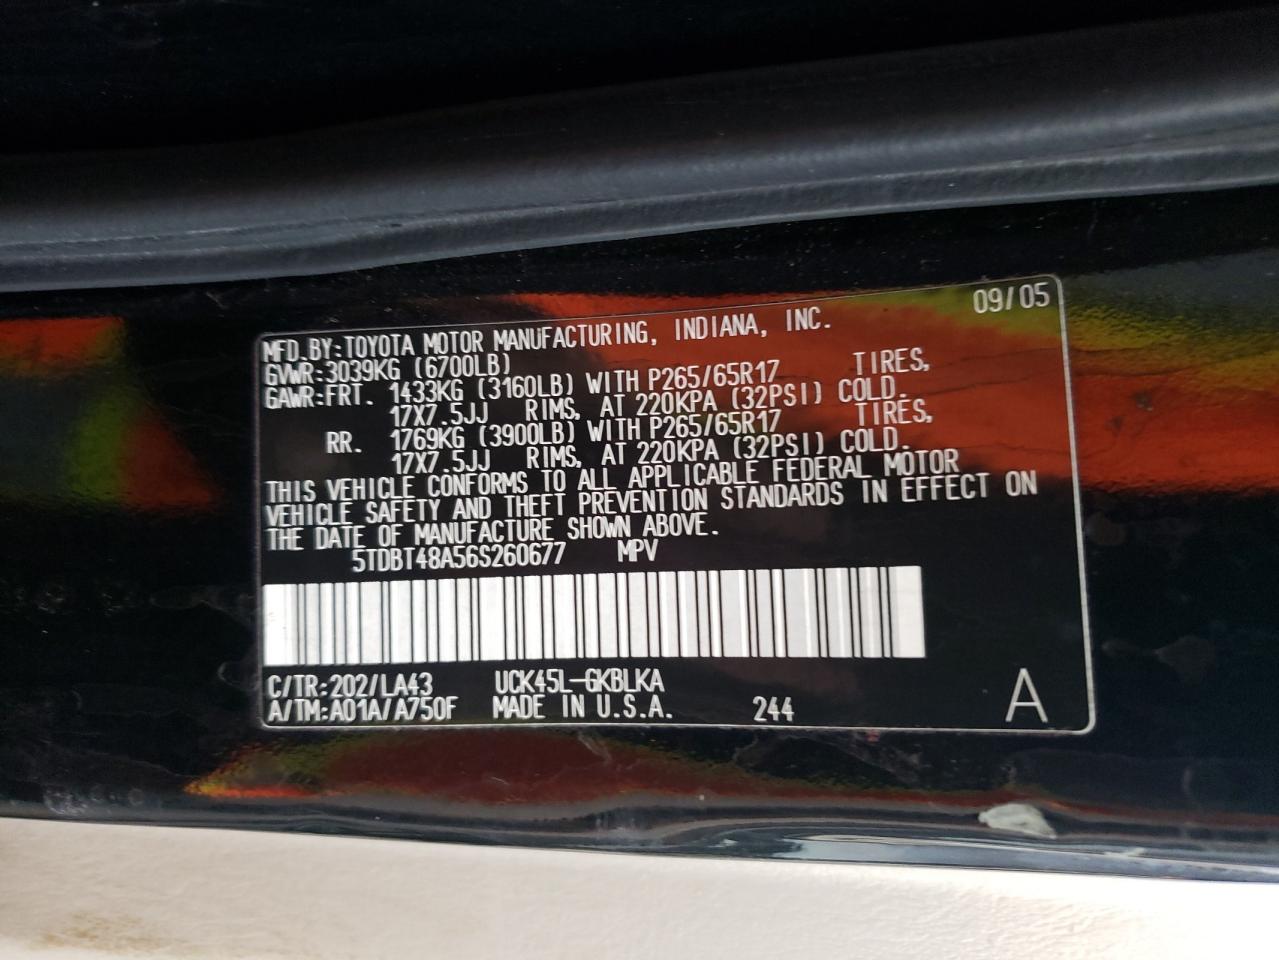 09/05
MFD.BY:TOYOTA MOTOR MANUFACTURING, INDIANA, INC.
GVWR:3039KG (6700LB)
GAWR:FRT. 1433KG (3160LB) WITH P265/65R17 TIRES,
17X7.5JJ RIMS, AT 220KPA (32PSI) COLD.
RR. 1769KG (3900LB) WITH P265/65R17 TIRES,
17X7.5JJ RIMS, AT 220KPA (32PSI) COLD.
THIS VEHICLE CONFORMS TO ALL APPLICABLE FEDERAL MOTOR
VEHICLE SAFETY AND THEFT PREVENTION STANDARDS IN EFFECT ON
THE DATE OF MANUFACTURE SHOWN ABOVE.
5TDBT48A56S260677 MPV
C/TR:202/LA43 UCK45L-GKBLKA
A/TM:A01A/A750F MADE IN U.S.A. 244 A